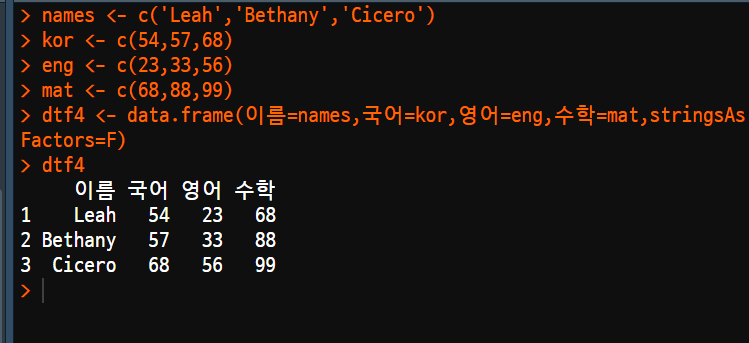 > names <- c('Leah','Bethany','Cicero')
> kor <- c(54,57,68)
> eng <- c(23,33,56)
> mat <- c(68,88,99)
> dtf4 <- data.frame(이름=names,국어=kor,영어=eng,수학=mat,stringsAs
Factors=F)
> dtf4
     이름 국어 영어 수학
1    Leah   54   23   68
2 Bethany   57   33   88
3  Cicero   68   56   99
>